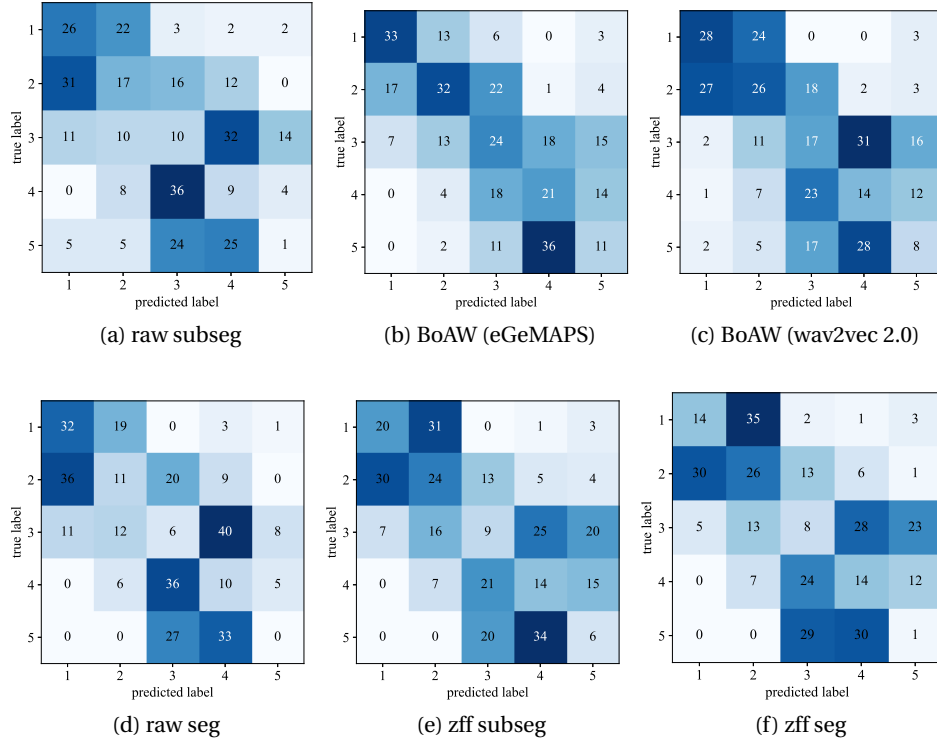 1 26 22 3 2 2
2 31 17 16 12 0
3 11 10 10 32 14
4 0 8 36 9 4
5 5 5 24 25 1
1 2 3 4 5
true label
predicted label
(a) raw subseg
1 33 13 6 0 3
2 17 32 22 1 4
3 7 13 24 18 15
4 0 4 18 21 14
5 0 2 11 36 11
1 2 3 4 5
true label
predicted label
(b) BoAW (eGeMAPS)
1 28 24 0 0 3
2 27 26 18 2 3
3 2 11 17 31 16
4 1 7 23 14 12
5 2 5 17 28 8
1 2 3 4 5
true label
predicted label
(c) BoAW (wav2vec 2.0)
1 32 19 0 3 1
2 36 11 20 9 0
3 11 12 6 40 8
4 0 6 36 10 5
5 0 0 27 33 0
1 2 3 4 5
true label
predicted label
(d) raw seg
1 20 31 0 1 3
2 30 24 13 5 4
3 7 16 9 25 20
4 0 7 21 14 15
5 0 0 20 34 6
1 2 3 4 5
true label
predicted label
(e) zff subseg
1 14 35 2 1 3
2 30 26 13 6 1
3 5 13 8 28 23
4 0 7 24 14 12
5 0 0 29 30 1
1 2 3 4 5
true label
predicted label
(f) zff seg